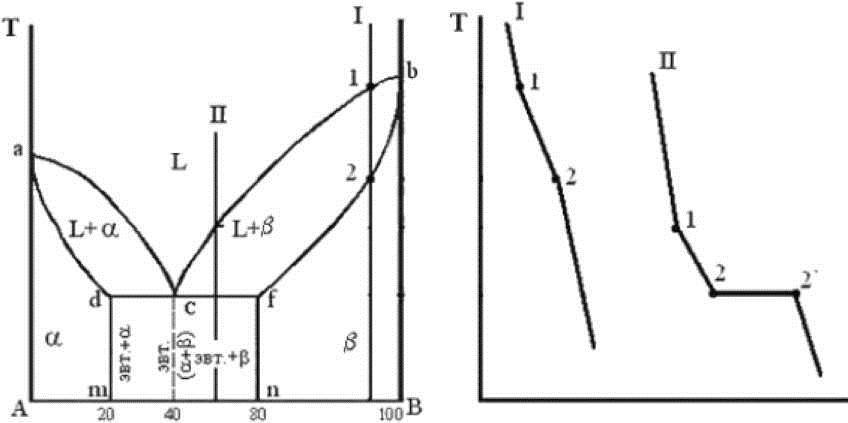 T
I
1
b
II
a
L
2
L+α
L+β
d
c
f
α
эвт.+α
эвт.
(α+β)
эвт.+β
β
m
n
A
20
40
80
100
B
T
I
1
II
2
1
2
2`